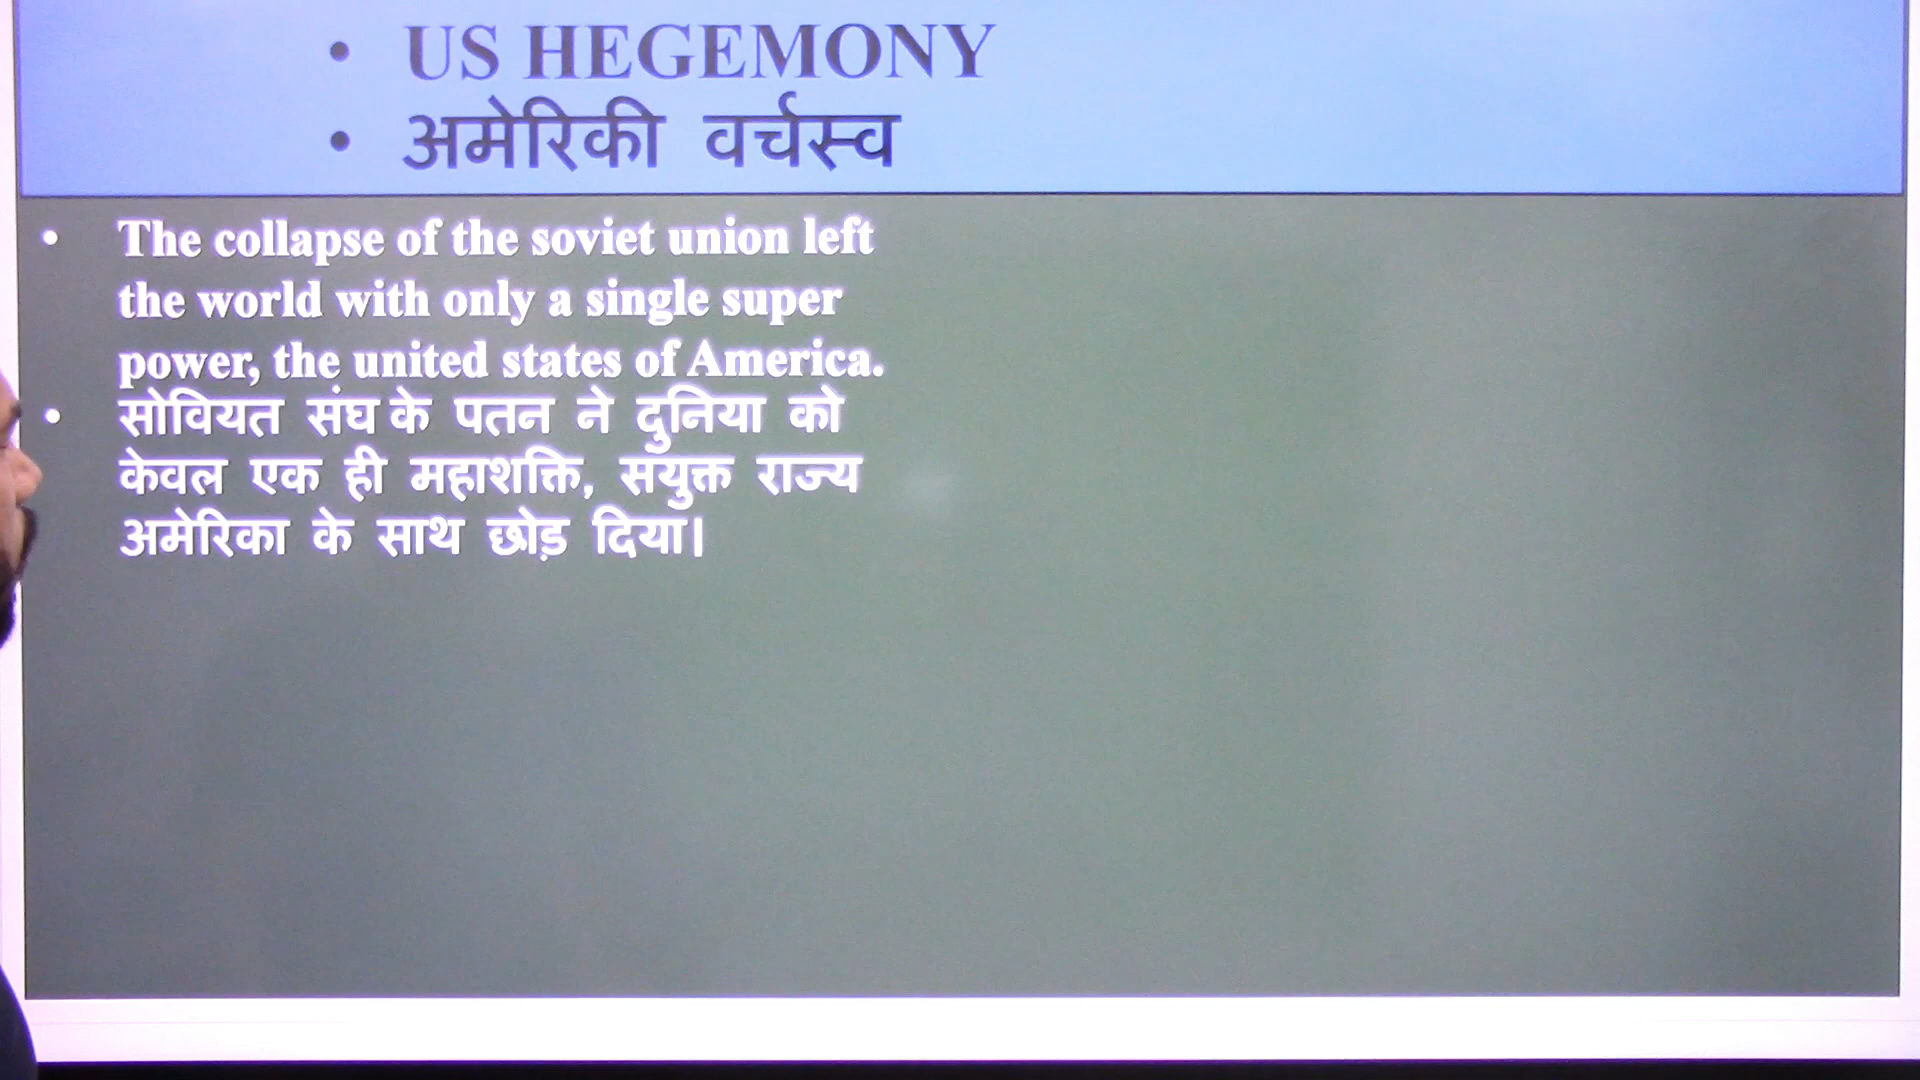 • US HEGEMONY
• अमेरिकी वर्चस्व
• The collapse of the soviet union left
the world with only a single super
power, the united states of America.
• सोवियत संघ के पतन ने दुनिया को
केवल एक ही महाशक्ति, संयुक्त राज्य
अमेरिका के साथ छोड़ दिया।